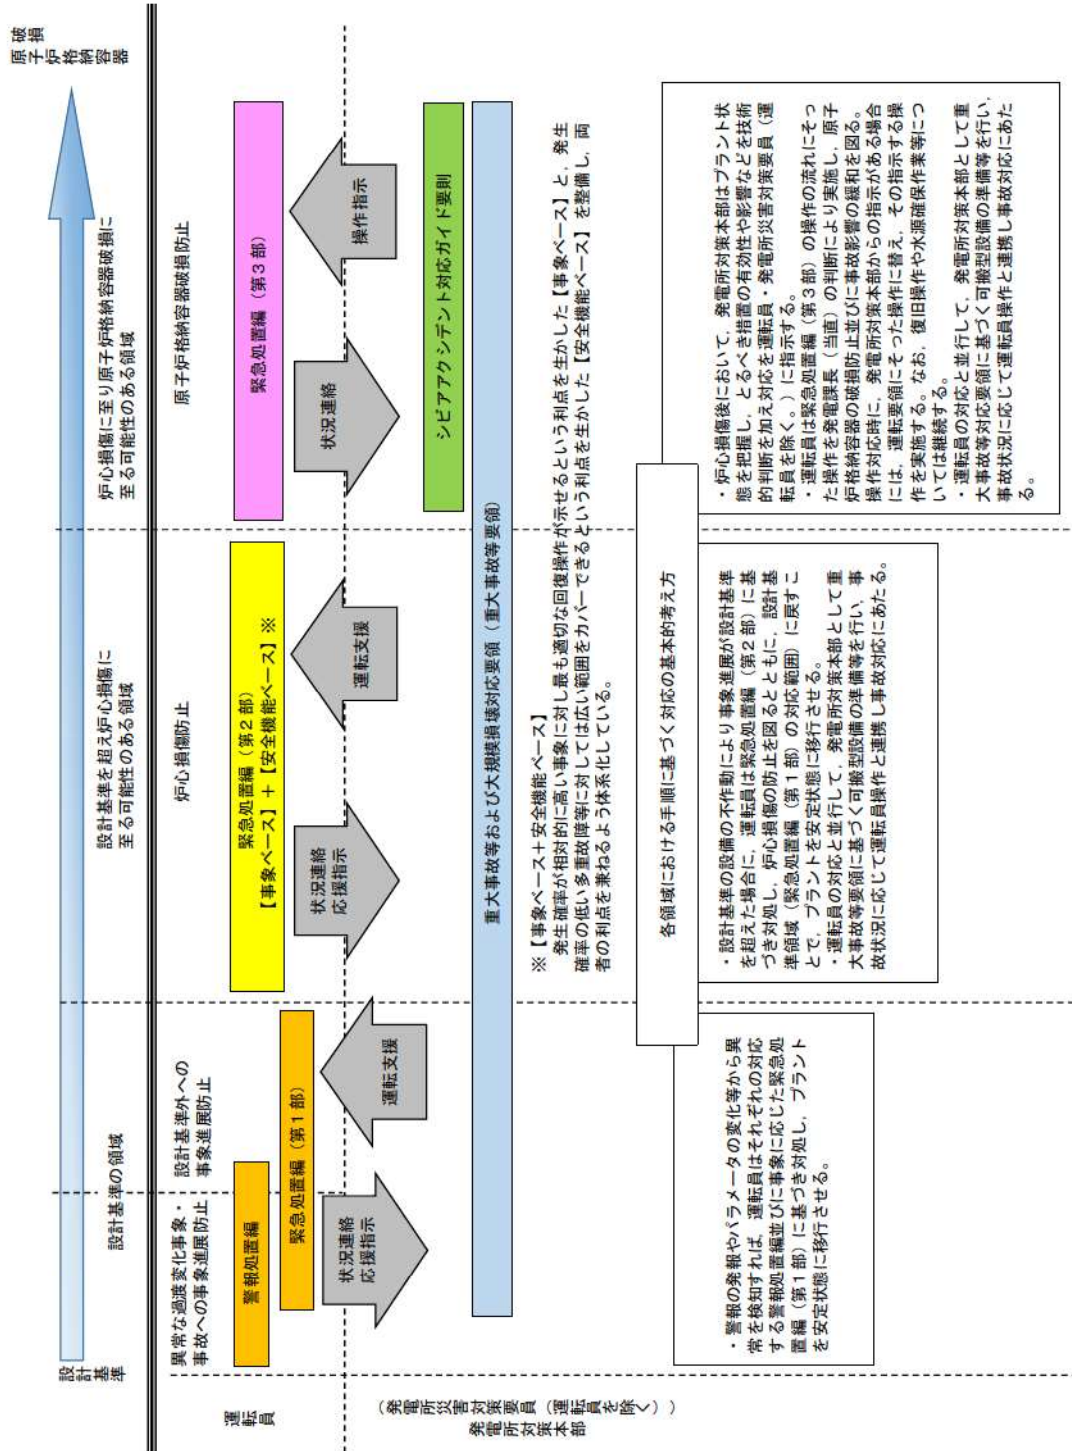 設計基準
原子炉格納容器
破損
設計基準の領域
設計基準を超え炉心損傷に
至る可能性のある領域
炉心損傷に至り原子炉格納容器破損に
至る可能性のある領域
異常な過渡変化事象・
事故への事象進展防止
設計基準外への
事象進展防止
炉心損傷防止
原子炉格納容器破損防止
運転員
警報処置編
緊急処置編（第１部）
緊急処置編（第２部）
【事象ベース】＋【安全機能ベース】※
緊急処置編（第３部）
状況連絡
応援指示
運転支援
状況連絡
応援指示
運転支援
状況連絡
操作指示
発電所対策本部
（発電所災害対策要員（運転員を除く））
シビアアクシデント対応ガイド要則
重大事故等および大規模損壊対応要領（重大事故等要領）
※【事象ベース＋安全機能ベース】
発生確率が相対的に高い事象に対し最も適切な回復操作が示せるという利点を生かした【事象ベース】と，発生
確率の低い多重故障等に対しては広い範囲をカバーできるという利点を生かした【安全機能ベース】を整備し，両
者の利点を兼ねるよう体系化している。
各領域における手順に基づく対応の基本的考え方
・警報の発報やパラメータの変化等から異
常を検知すれば，運転員はそれぞれの対応
する警報処置編並びに事象に応じた緊急処
置編（第１部）に基づき対処し，プラント
を安定状態に移行させる。
・設計基準の設備の不作動により事象進展が設計基準
を超えた場合に，運転員は緊急処置編（第２部）に基
づき対処し，炉心損傷の防止を図るとともに，設計基
準領域（緊急処置編（第１部）の対応範囲）に戻すこ
とで，プラントを安定状態に移行させる。
・運転員の対応と並行して，発電所対策本部として重
大事故等要領に基づく可搬型設備の準備等を行い，事
故状況に応じて運転員操作と連携し事故対応にあたる。
・炉心損傷後において，発電所対策本部はプラント状
態を把握し，とるべき措置の有効性や影響などを技術
的判断を加え対応を運転員・発電所災害対策要員（運
転員を除く。）に指示する。
・運転員は緊急処置編（第３部）の操作の流れにそっ
た操作を発電課長（当直）の判断により実施し，原子
炉格納容器の破損防止並びに事故影響の緩和を図る。
操作対応時に，発電所対策本部からの指示がある場合
には，運転要領にそった操作に替え，その指示する操
作を実施する。なお，復旧操作や水源確保作業等につ
いては継続する。
・運転員の対応と並行して，発電所対策本部として重
大事故等対応要領に基づく可搬型設備の準備等を行い，
事故状況に応じて運転員操作と連携し事故対応にあた
る。